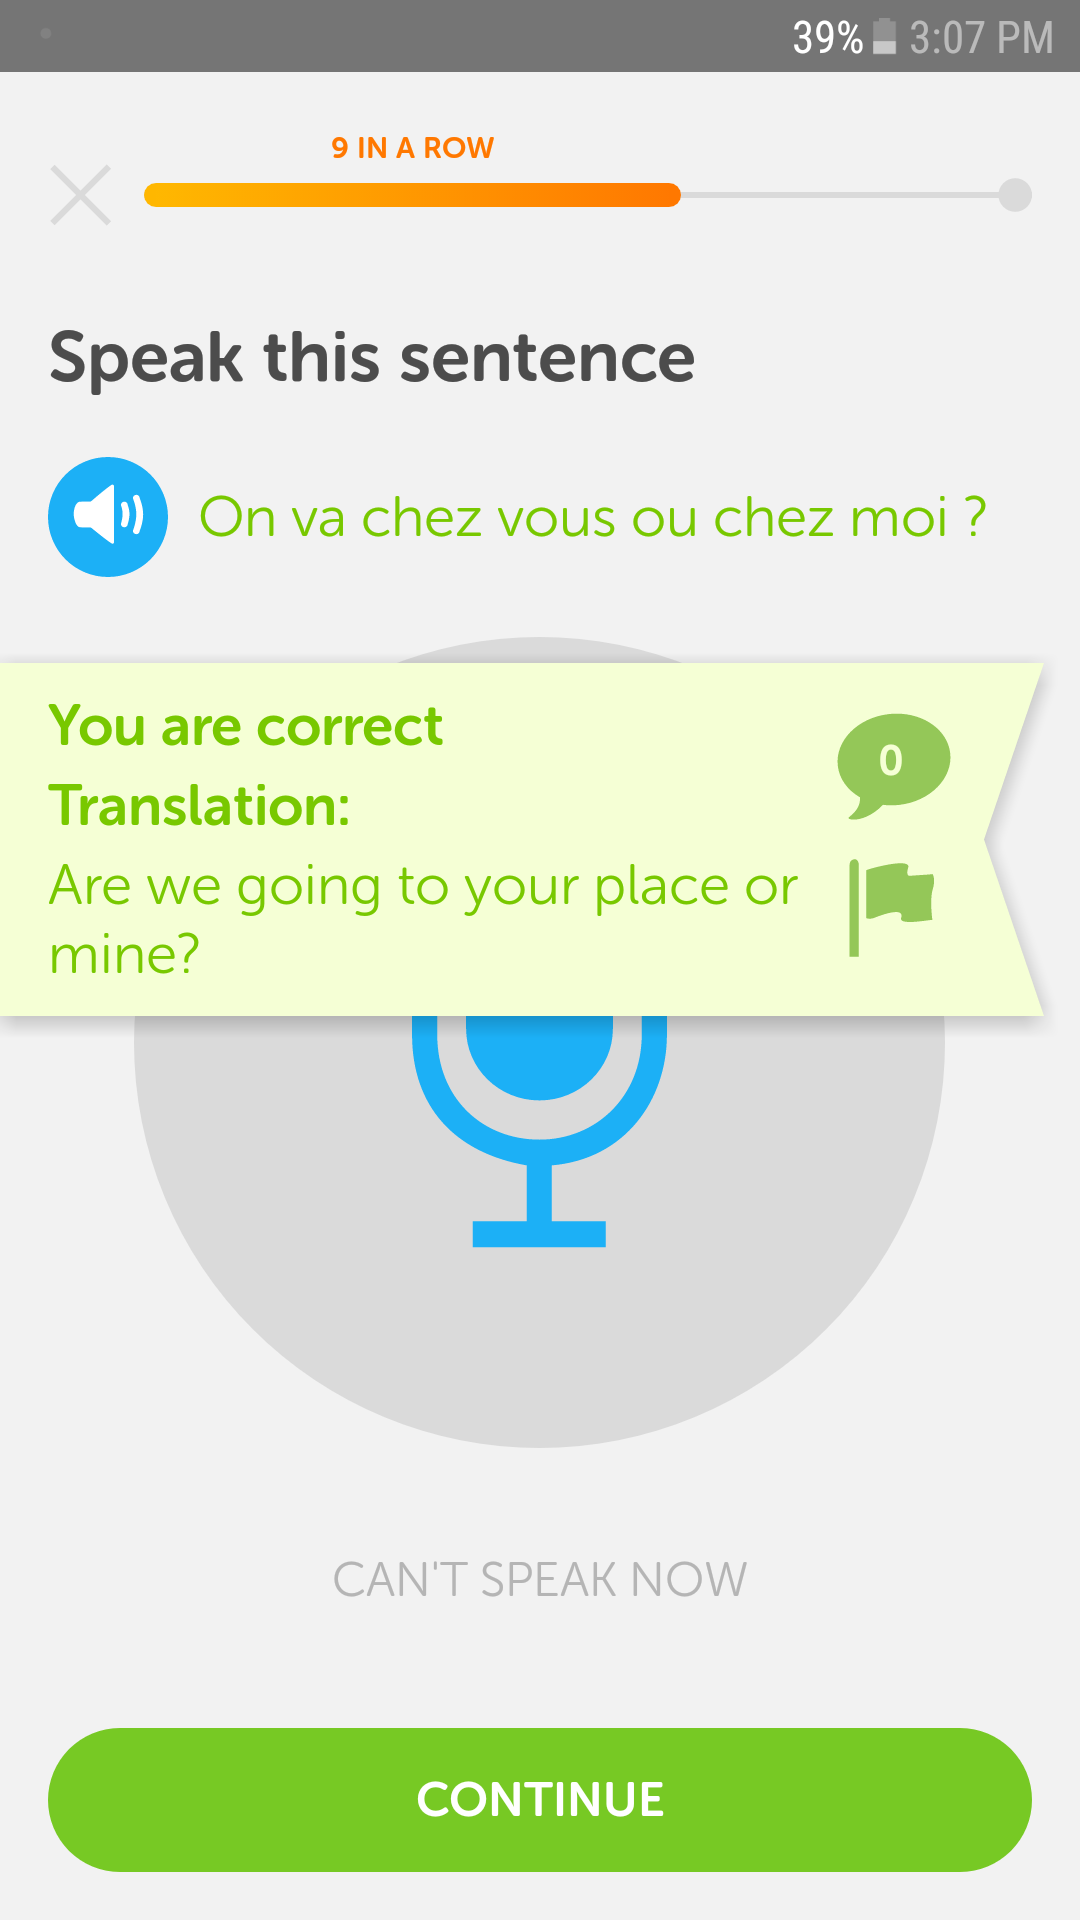 39% 3:07 PM
9 IN A ROW
Speak this sentence
On va chez vous ou chez moi ?
You are correct
0
Translation:
Are we going to your place or
mine?
CAN'T SPEAK NOW
CONTINUE